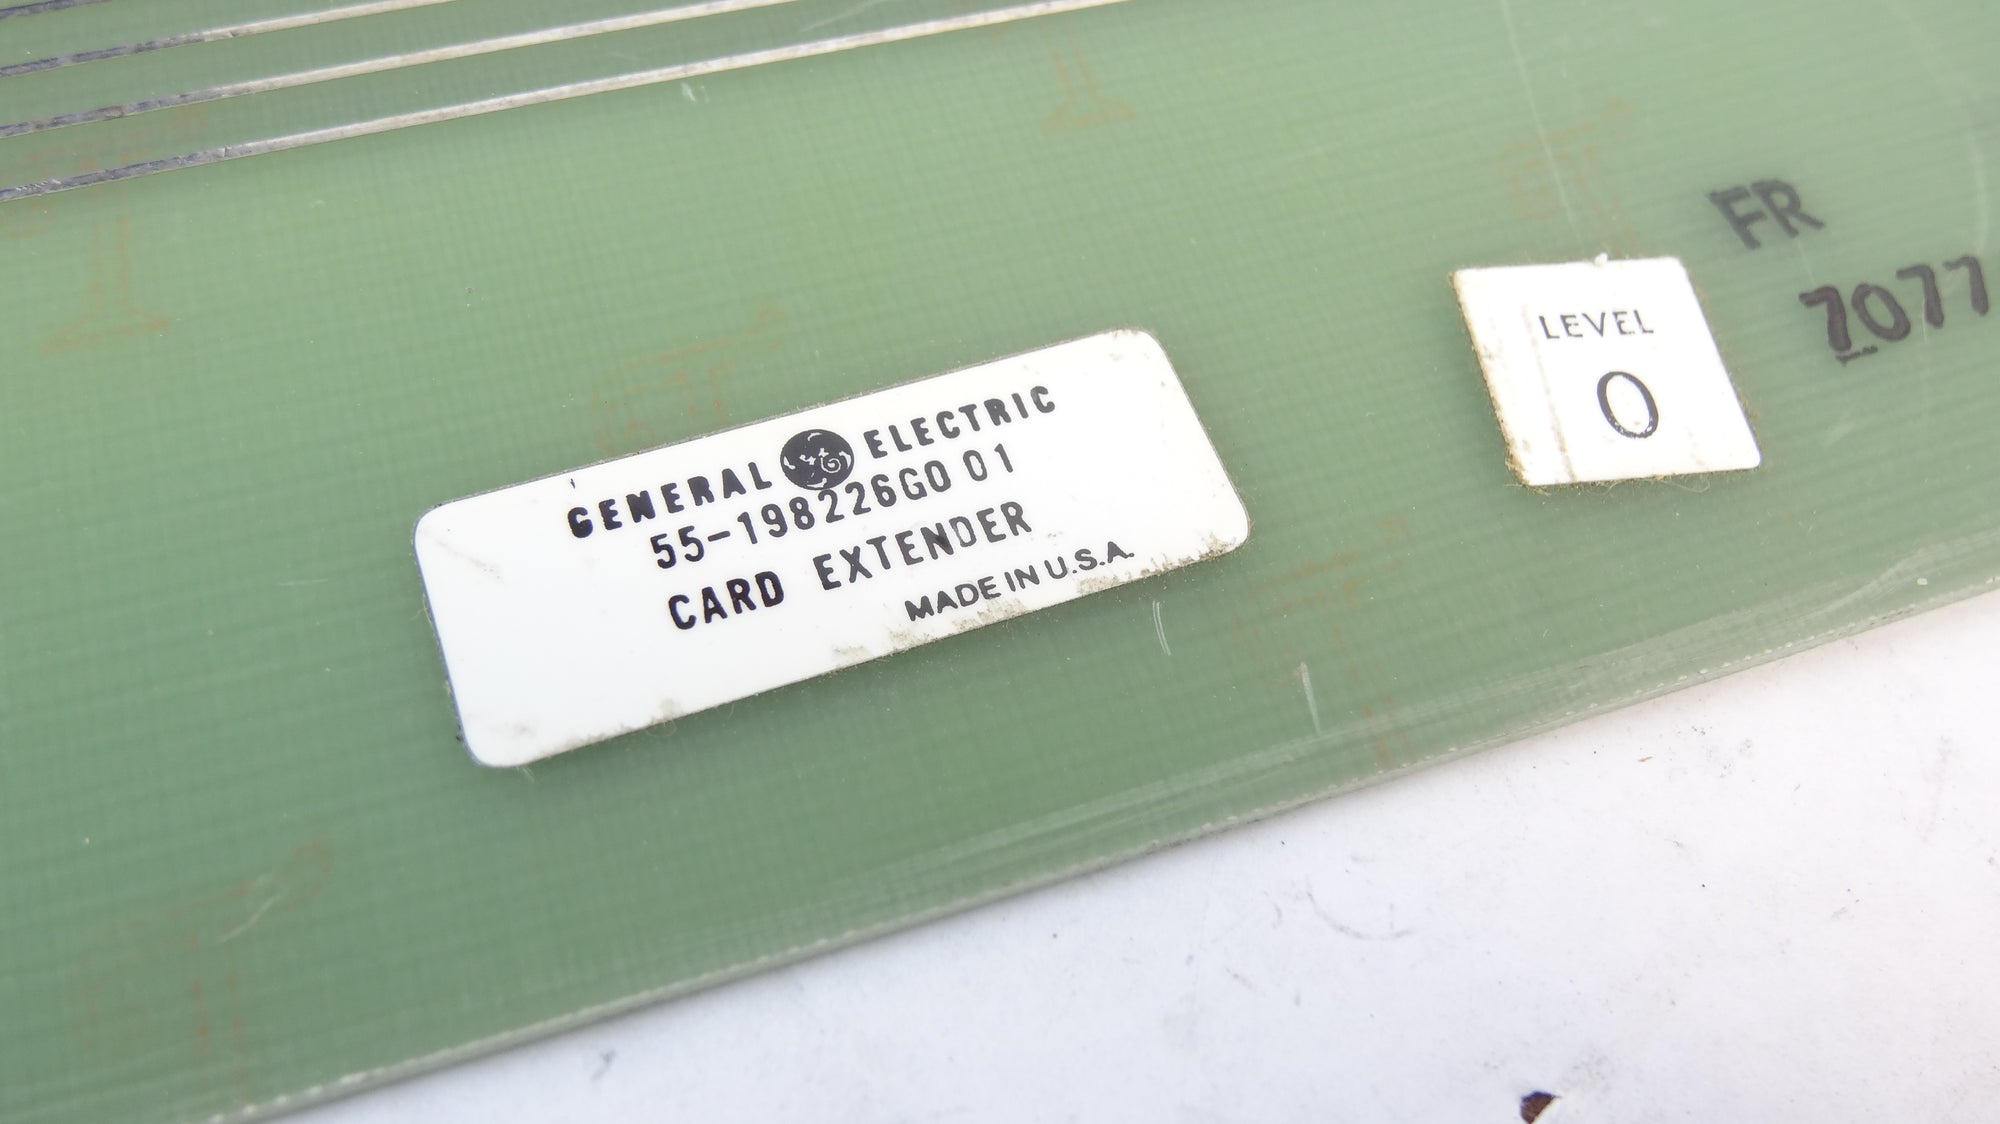 GENERAL ELECTRIC
55-198226G0 01
CARD EXTENDER
MADE IN U.S.A.
LEVEL
0
FR
7077